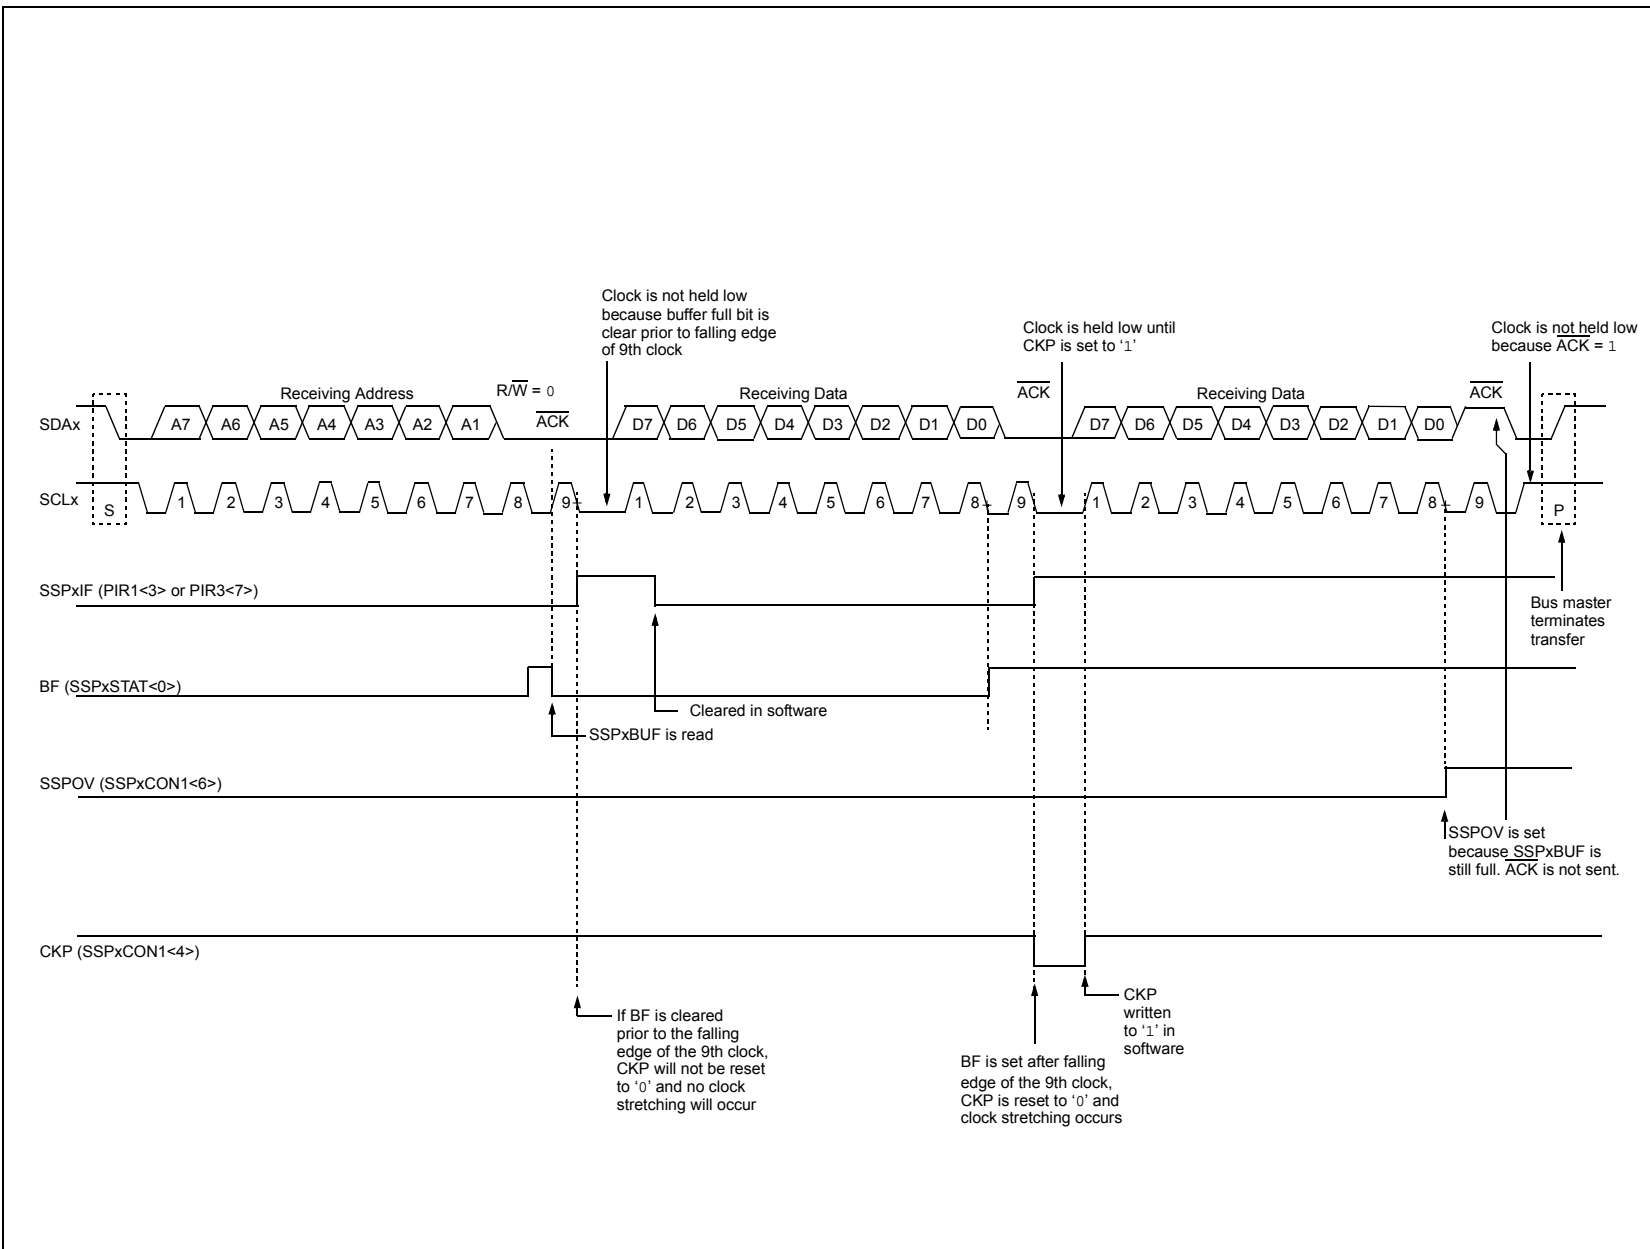 Clock is not held low
because buffer full bit is
clear prior to falling edge
of 9th clock
Clock is held low until
CKP is set to ‘1’
Clock is not held low
because ACK = 1
Receiving Address
R/W = 0
ACK
Receiving Data
ACK
Receiving Data
ACK
SDAx
A7 A6 A5 A4 A3 A2 A1
D7 D6 D5 D4 D3 D2 D1 D0
D7 D6 D5 D4 D3 D2 D1 D0
SCLx
S
1 2 3 4 5 6 7 8 9
1 2 3 4 5 6 7 8 9
1 2 3 4 5 6 7 8 9
P
SSPxIF (PIR1<3> or PIR3<7>)
Bus master
terminates
transfer
BF (SSPxSTAT<0>)
Cleared in software
SSPxBUF is read
SSPOV (SSPxCON1<6>)
SSPOV is set
because SSPxBUF is
still full. ACK is not sent.
CKP (SSPxCON1<4>)
If BF is cleared
prior to the falling
edge of the 9th clock,
CKP will not be reset
to ‘0’ and no clock
stretching will occur
CKP
written
to ‘1’ in
software
BF is set after falling
edge of the 9th clock,
CKP is reset to ‘0’ and
clock stretching occurs